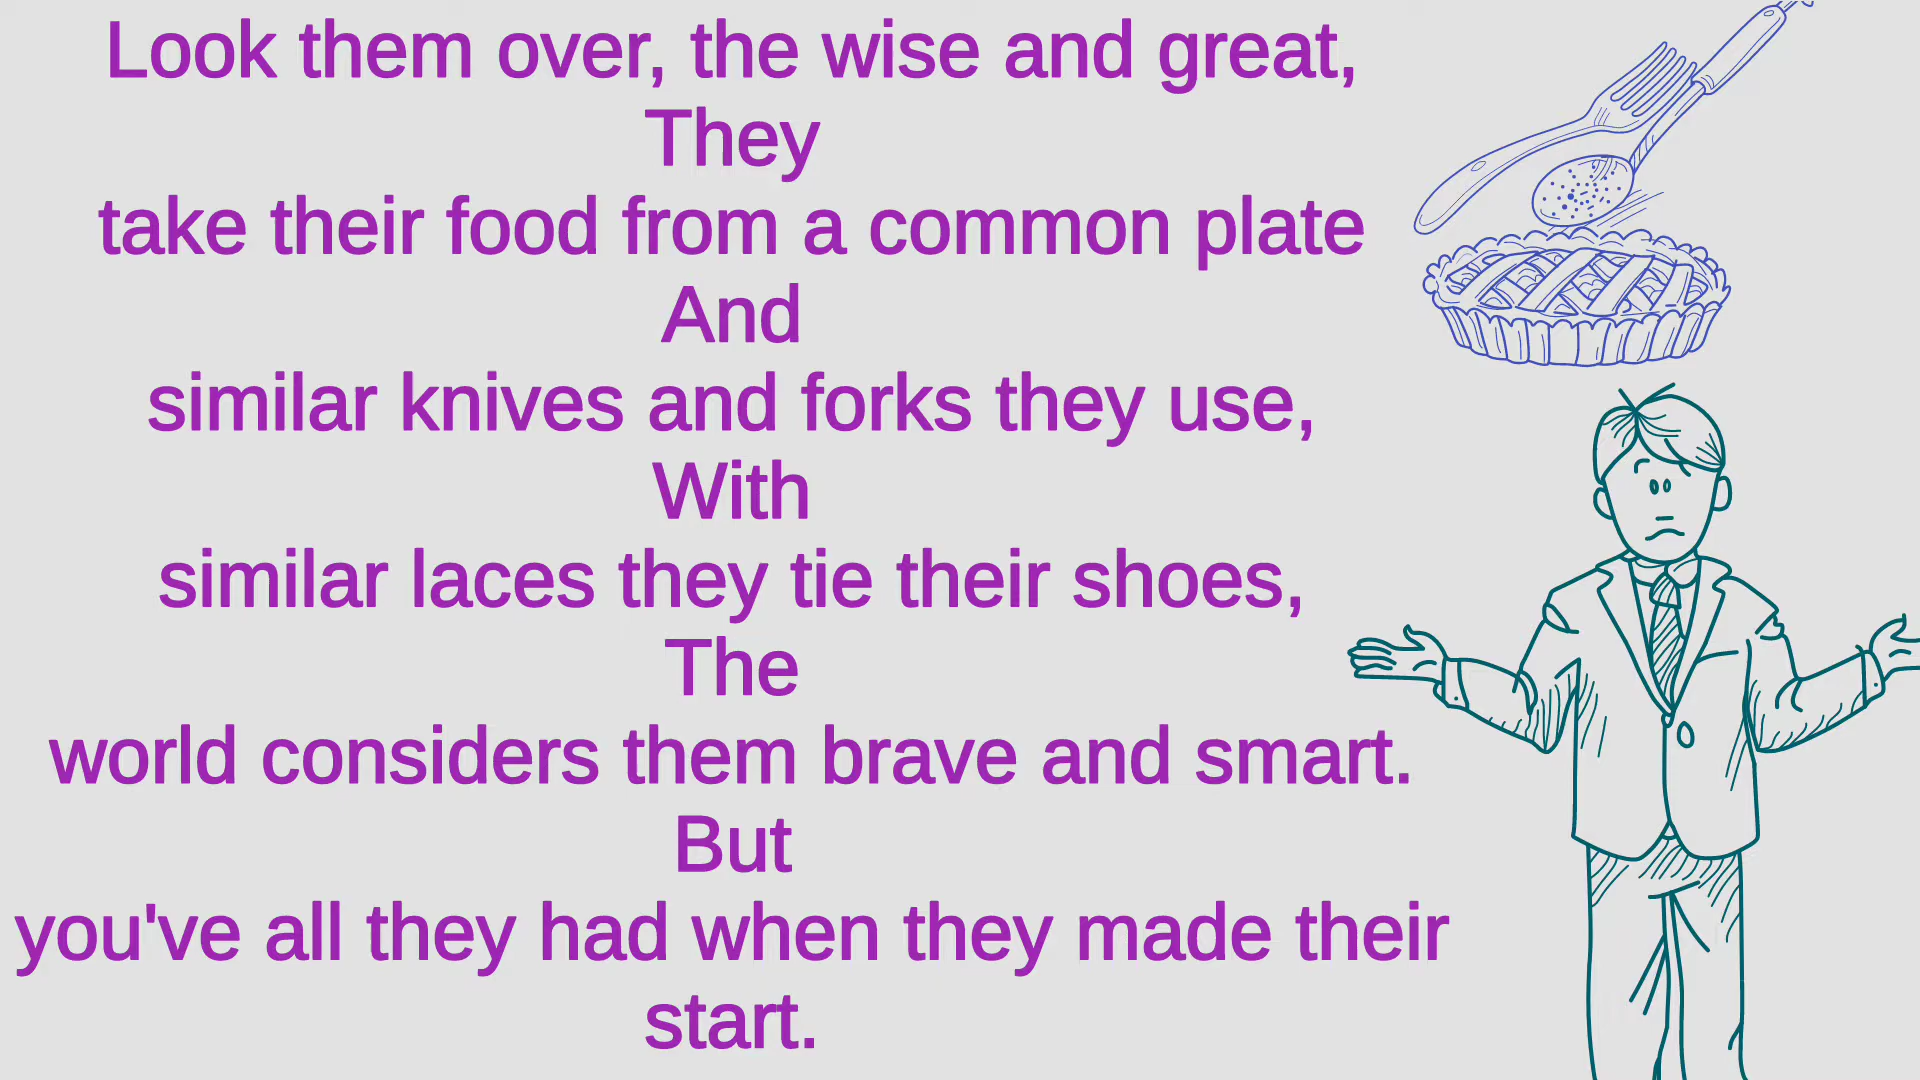 Look them over, the wise and great,
They
take their food from a common plate
And
similar knives and forks they use,
With
similar laces they tie their shoes,
The
world considers them brave and smart.
But
you've all they had when they made their
start.